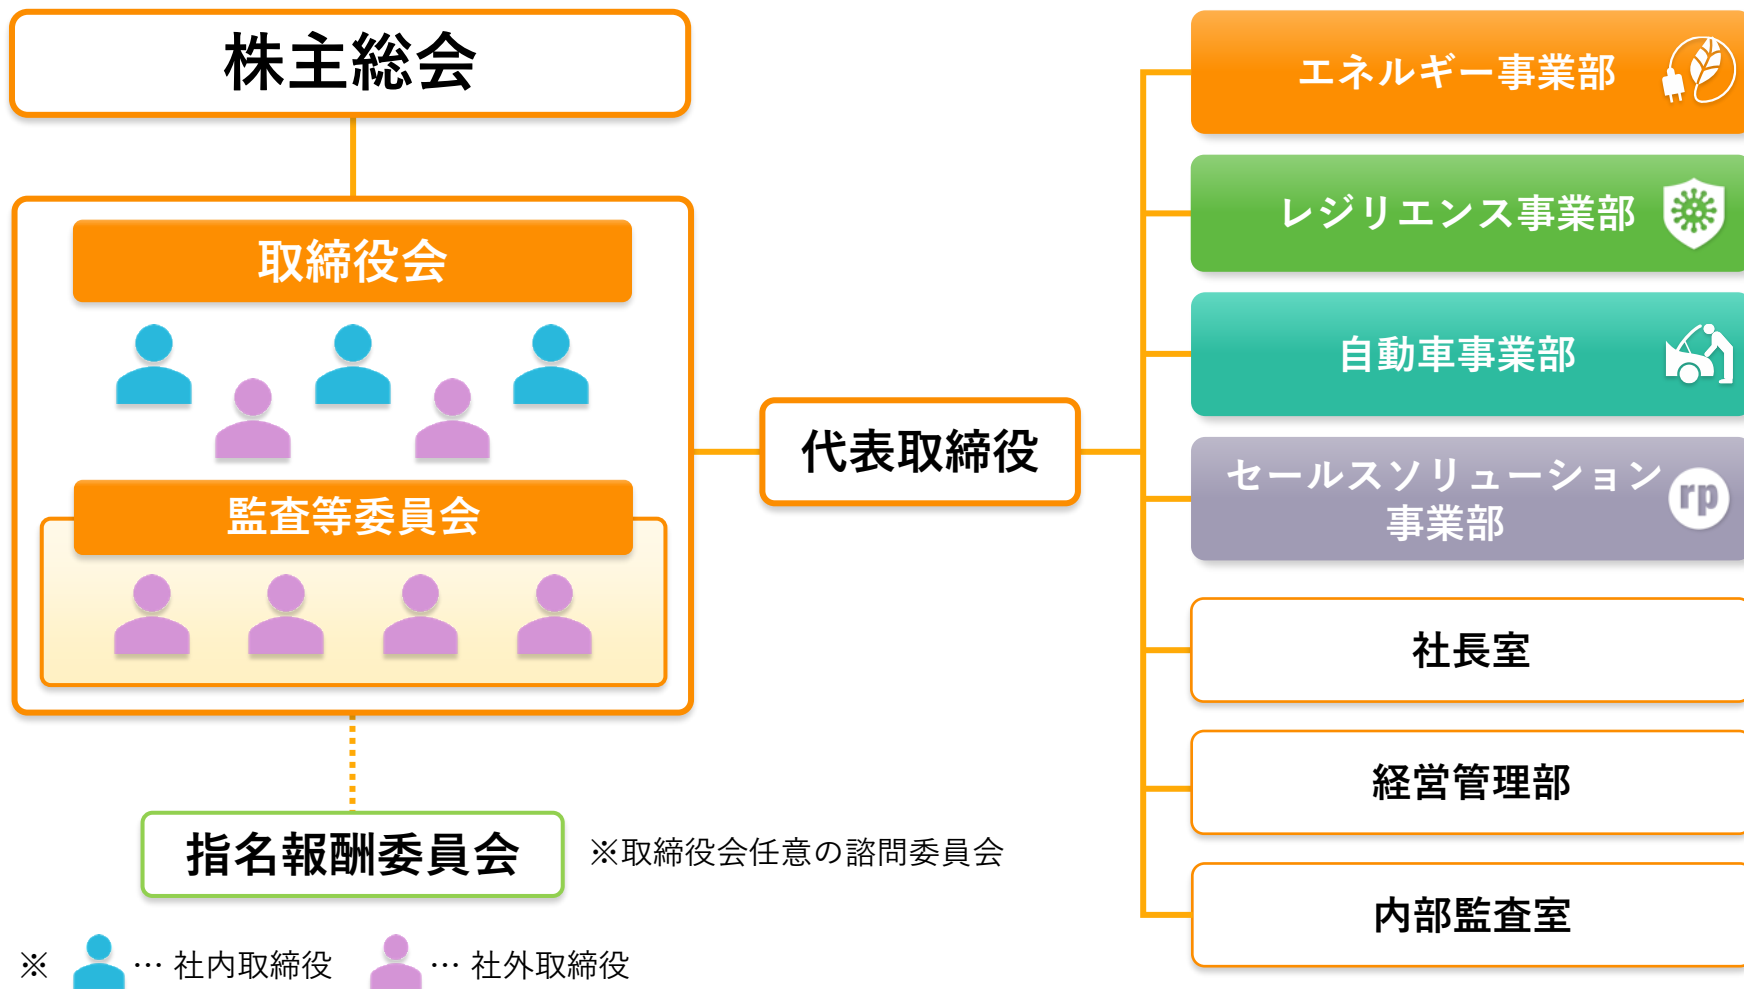 株主総会
取締役会
監査等委員会
指名報酬委員会
※取締役会任意の諮問委員会
※ … 社内取締役 … 社外取締役
代表取締役
エネルギー事業部
レジリエンス事業部
自動車事業部
セールスソリューション
事業部
rp
社長室
経営管理部
内部監査室